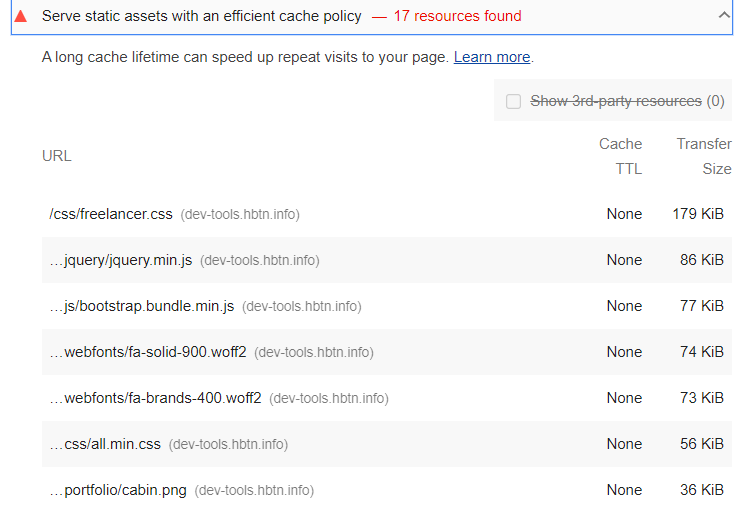 Serve static assets with an efficient cache policy — 17 resources found
A long cache lifetime can speed up repeat visits to your page. Learn more.
Show 3rd-party resources (0)
URL Cache TTL Transfer Size
/css/freelancer.css (dev-tools.hbtn.info) None 179 KiB
…jquery/jquery.min.js (dev-tools.hbtn.info) None 86 KiB
…js/bootstrap.bundle.min.js (dev-tools.hbtn.info) None 77 KiB
…webfonts/fa-solid-900.woff2 (dev-tools.hbtn.info) None 74 KiB
…webfonts/fa-brands-400.woff2 (dev-tools.hbtn.info) None 73 KiB
…css/all.min.css (dev-tools.hbtn.info) None 56 KiB
…portfolio/cabin.png (dev-tools.hbtn.info) None 36 KiB